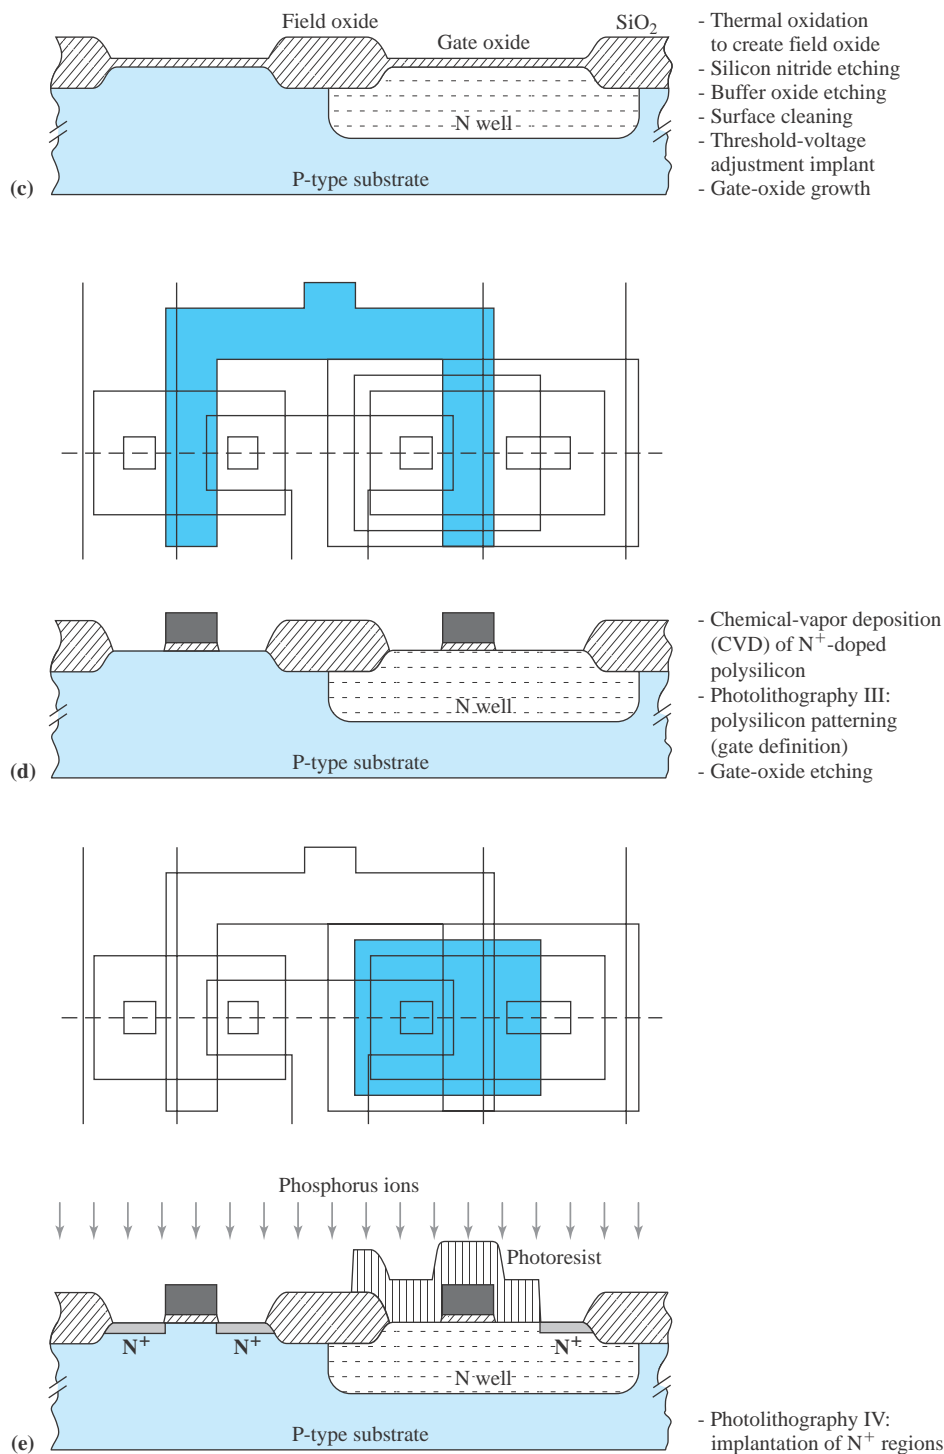 Field oxide
SiO₂
Gate oxide
N well
P-type substrate
(c)
- Thermal oxidation
to create field oxide
- Silicon nitride etching
- Buffer oxide etching
- Surface cleaning
- Threshold-voltage
adjustment implant
- Gate-oxide growth
N well
P-type substrate
(d)
- Chemical-vapor deposition
(CVD) of N⁺-doped
polysilicon
- Photolithography III:
polysilicon patterning
(gate definition)
- Gate-oxide etching
Phosphorus ions
Photoresist
N⁺
N⁺
N⁺
N well
P-type substrate
(e)
- Photolithography IV:
implantation of N⁺ regions